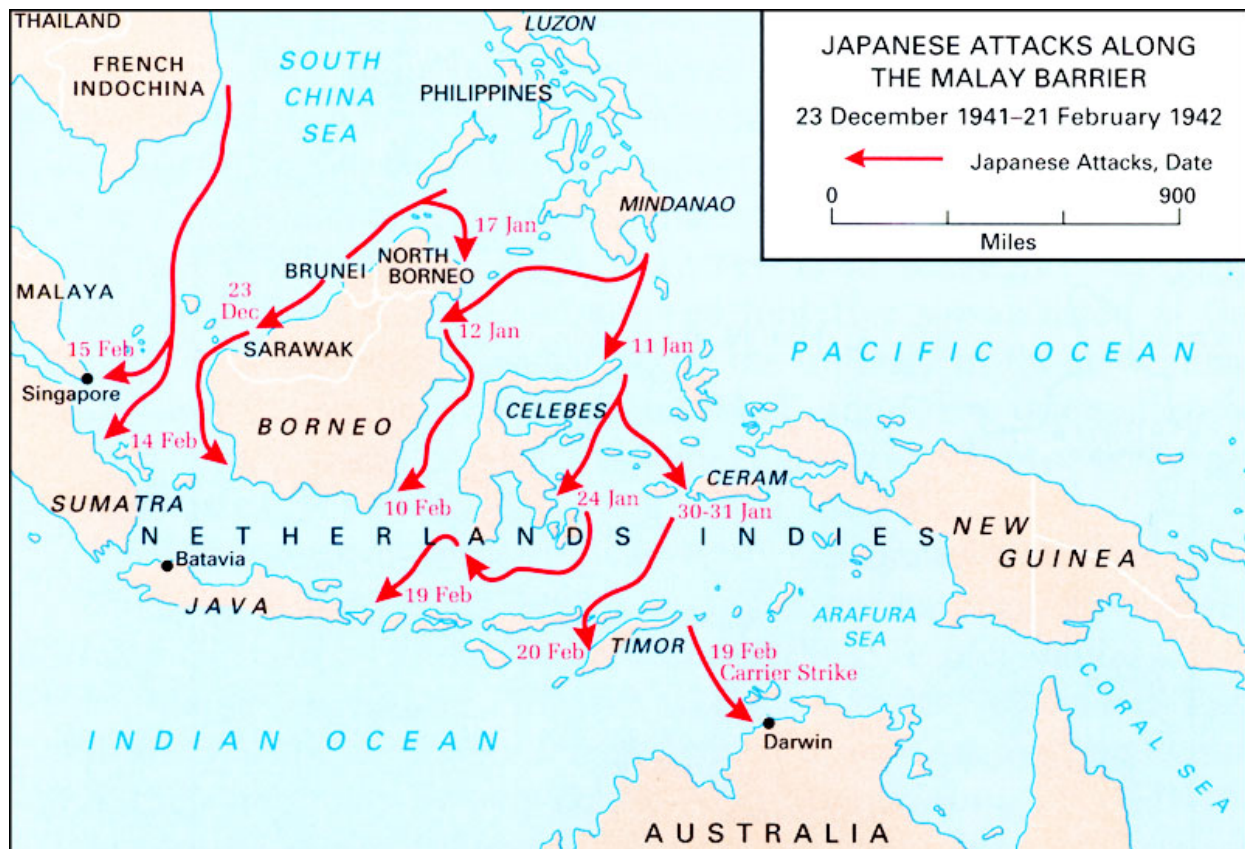 THAILAND
FRENCH
INDOCHINA
SOUTH
CHINA
SEA
LUZON
PHILIPPINES
MINDANAO
JAPANESE ATTACKS ALONG
THE MALAY BARRIER
23 December 1941–21 February 1942
Japanese Attacks, Date
0 900
Miles
17 Jan
NORTH
BORNEO
BRUNEI
MALAYA
23
Dec
12 Jan
11 Jan
SARAWAK
15 Feb
Singapore
PACIFIC OCEAN
CELEBES
BORNEO
14 Feb
CERAM
SUMATRA
10 Feb
24 Jan
30-31 Jan
NETHERLANDS INDIES
NEW
GUINEA
Batavia
JAVA
19 Feb
ARAFURA
SEA
20 Feb
TIMOR
19 Feb
Carrier Strike
CORAL SEA
INDIAN OCEAN
Darwin
AUSTRALIA